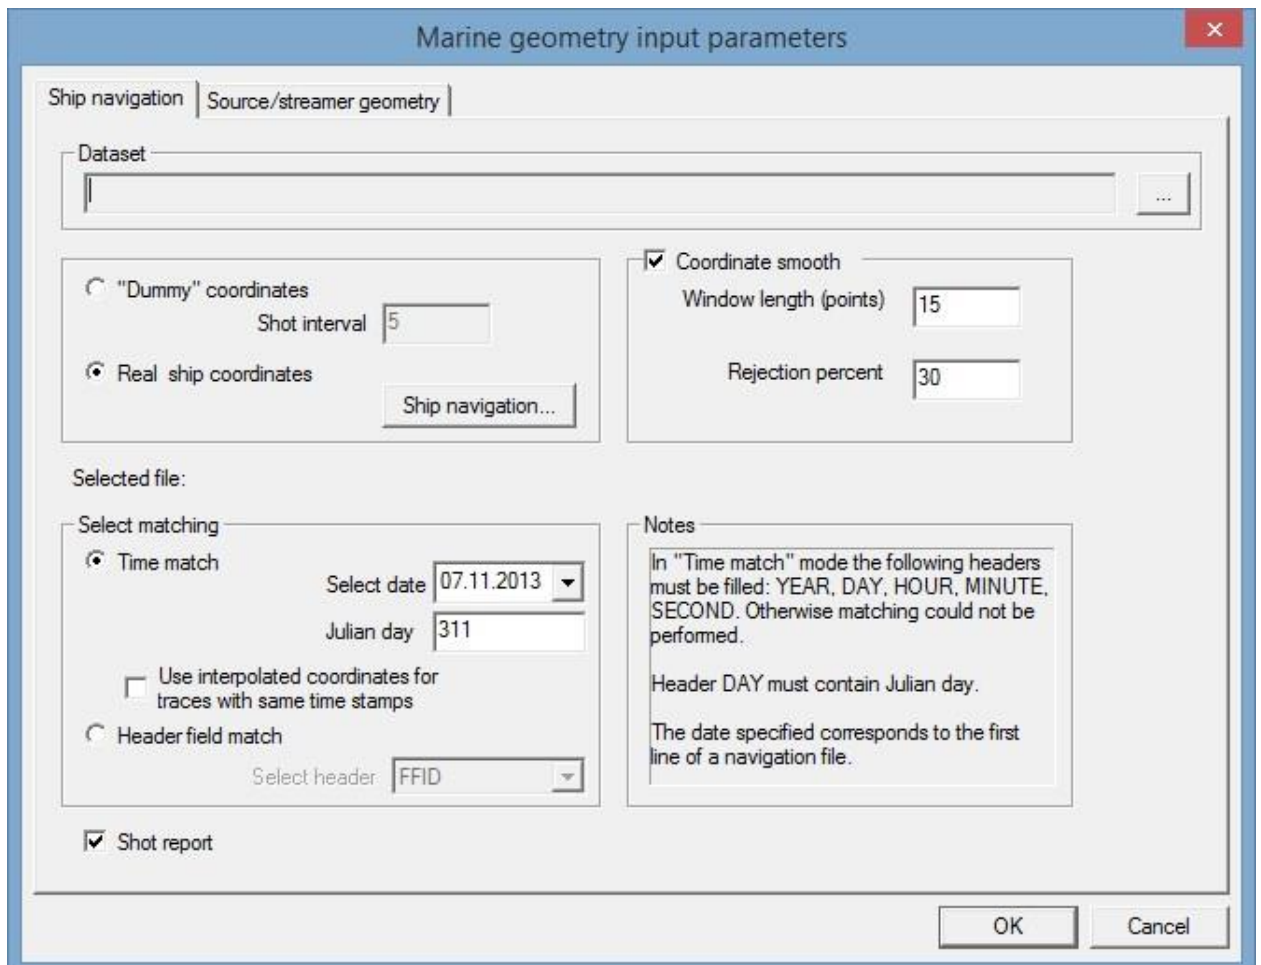 Marine geometry input parameters
Ship navigation
Source/streamer geometry
Dataset
...
"Dummy" coordinates
Shot interval
5
Real ship coordinates
Ship navigation...
Coordinate smooth
Window length (points)
15
Rejection percent
30
Selected file:
Select matching
Time match
Select date
07.11.2013
Julian day
311
Use interpolated coordinates for
traces with same time stamps
Header field match
Select header
FFID
Notes
In "Time match" mode the following headers
must be filled: YEAR, DAY, HOUR, MINUTE,
SECOND. Otherwise matching could not be
performed.
Header DAY must contain Julian day.
The date specified corresponds to the first
line of a navigation file.
Shot report
OK
Cancel